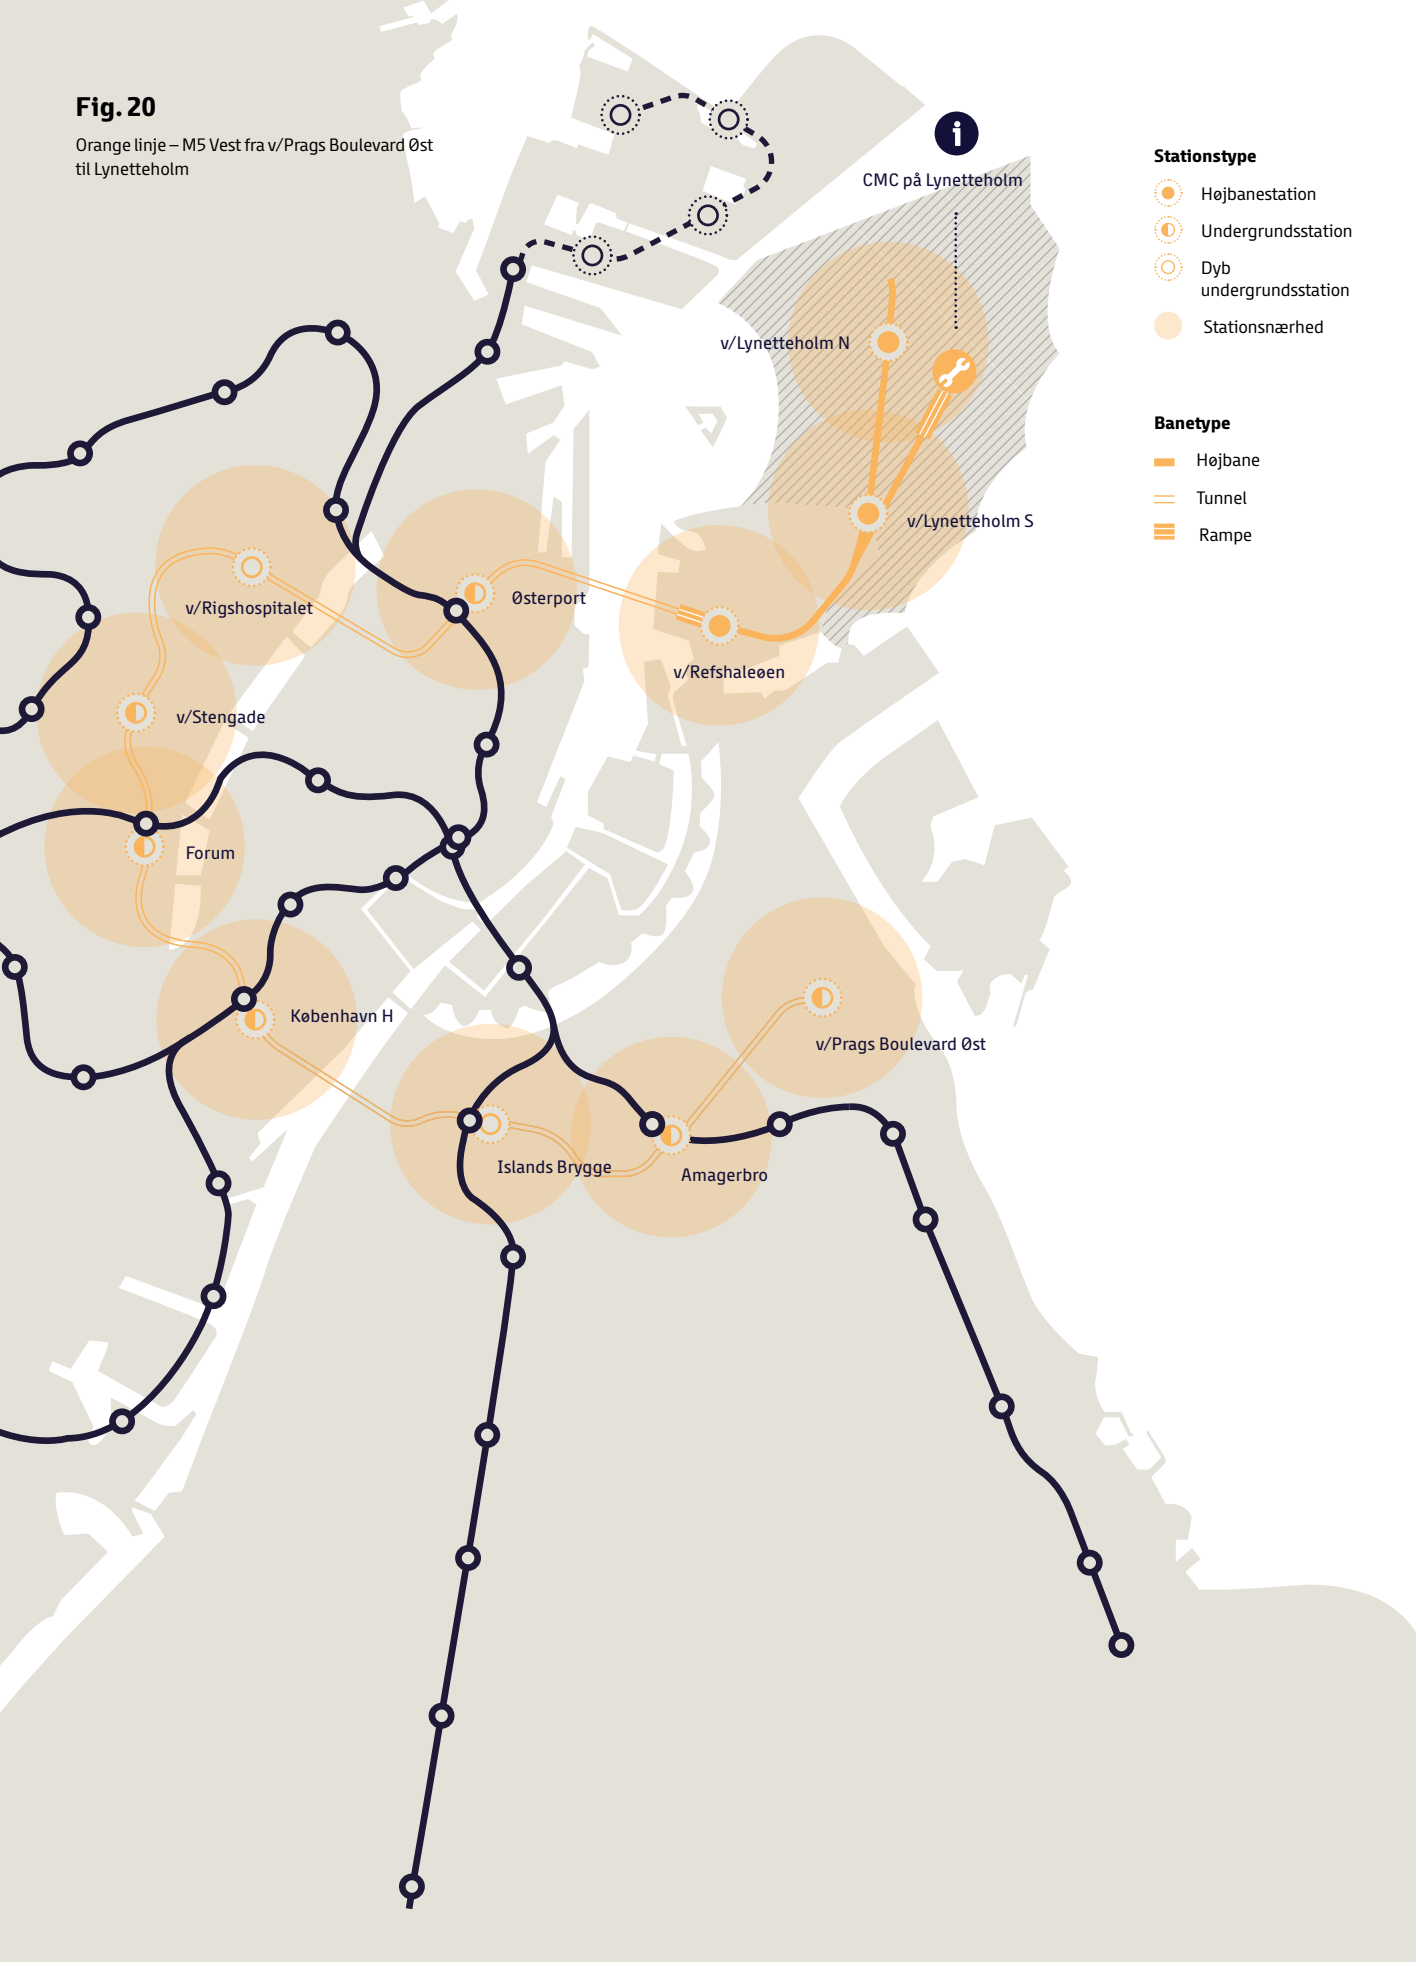 Fig. 20
Orange linje – M5 Vest fra v/Prags Boulevard Øst
til Lynetteholm
i
CMC på Lynetteholm
Stationstype
Højbanestation
Undergrundsstation
Dyb
undergrundsstation
Stationsnærhed
Banetype
Højbane
Tunnel
Rampe
v/Lynetteholm N
v/Lynetteholm S
Østerport
v/Rigshospitalet
v/Refshaleøen
v/Stengade
Forum
København H
v/Prags Boulevard Øst
Islands Brygge
Amagerbro